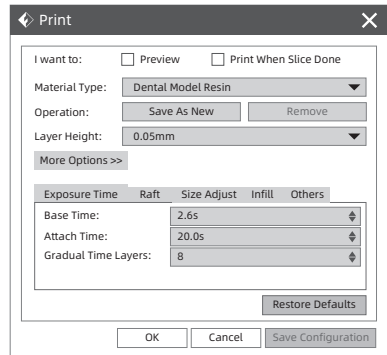 Print
I want to: Preview Print When Slice Done
Material Type: Dental Model Resin
Operation: Save As New Remove
Layer Height: 0.05mm
More Options >>
Exposure Time Raft Size Adjust Infill Others
Base Time: 2.6s
Attach Time: 20.0s
Gradual Time Layers: 8
Restore Defaults
OK Cancel Save Configuration